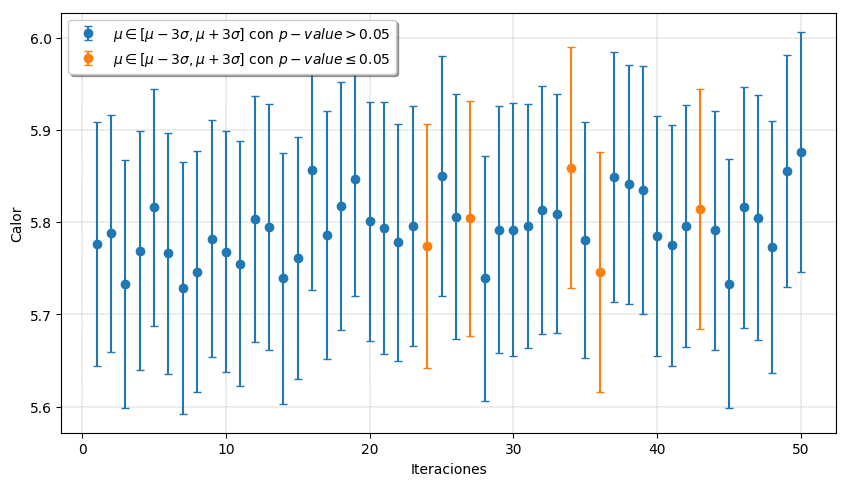 μ ∈ [μ − 3σ, μ + 3σ] con p − value > 0.05
μ ∈ [μ − 3σ, μ + 3σ] con p − value ≤ 0.05
6.0
5.9
5.8
5.7
5.6
Calor
0 10 20 30 40 50
Iteraciones